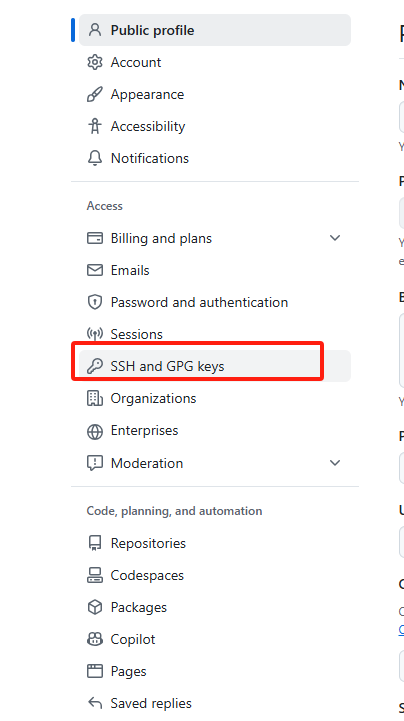 Public profile
Account
Appearance
Accessibility
Notifications
Access
Billing and plans
Emails
Password and authentication
Sessions
SSH and GPG keys
Organizations
Enterprises
Moderation
Code, planning, and automation
Repositories
Codespaces
Packages
Copilot
Pages
Saved replies